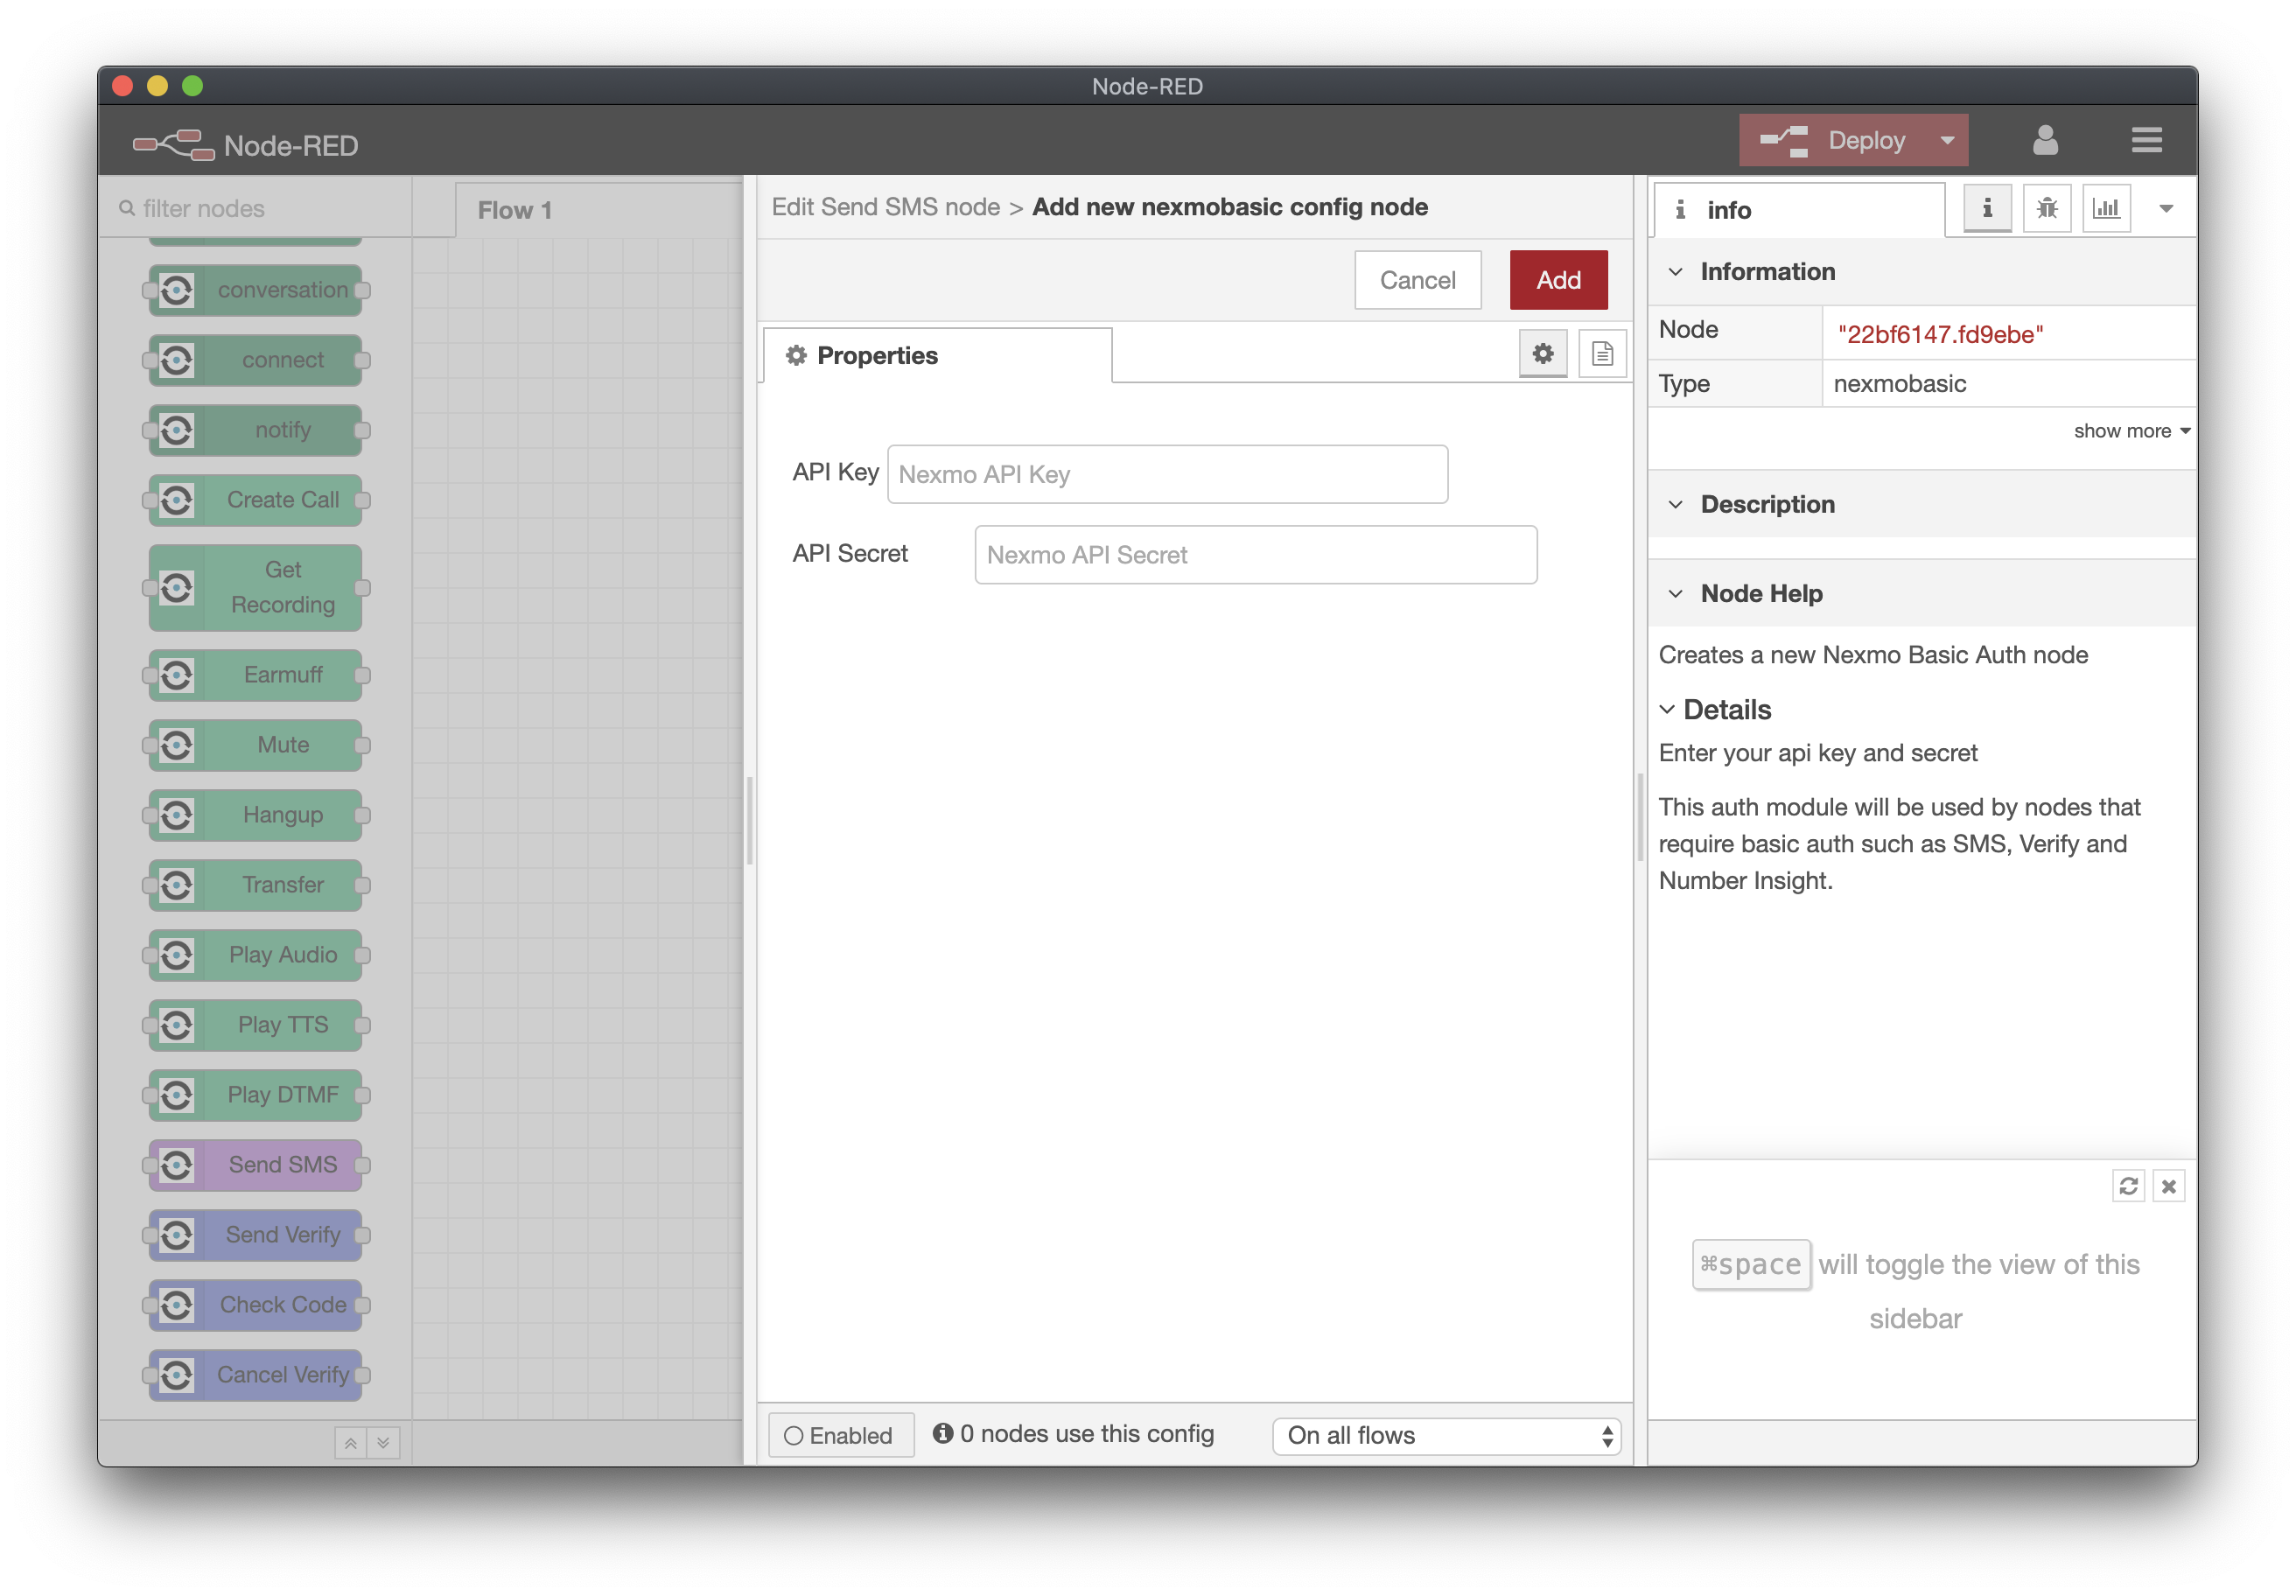 Node-RED
Node-RED
Deploy
filter nodes
conversation
connect
notify
Create Call
Get
Recording
Earmuff
Mute
Hangup
Transfer
Play Audio
Play TTS
Play DTMF
Send SMS
Send Verify
Check Code
Cancel Verify
Flow 1
Edit Send SMS node > Add new nexmobasic config node
Cancel
Add
Properties
API Key
Nexmo API Key
API Secret
Nexmo API Secret
Enabled
0 nodes use this config
On all flows
info
Information
Node
"22bf6147.fd9ebe"
Type
nexmobasic
show more
Description
Node Help
Creates a new Nexmo Basic Auth node
Details
Enter your api key and secret
This auth module will be used by nodes that
require basic auth such as SMS, Verify and
Number Insight.
⌘space will toggle the view of this
sidebar